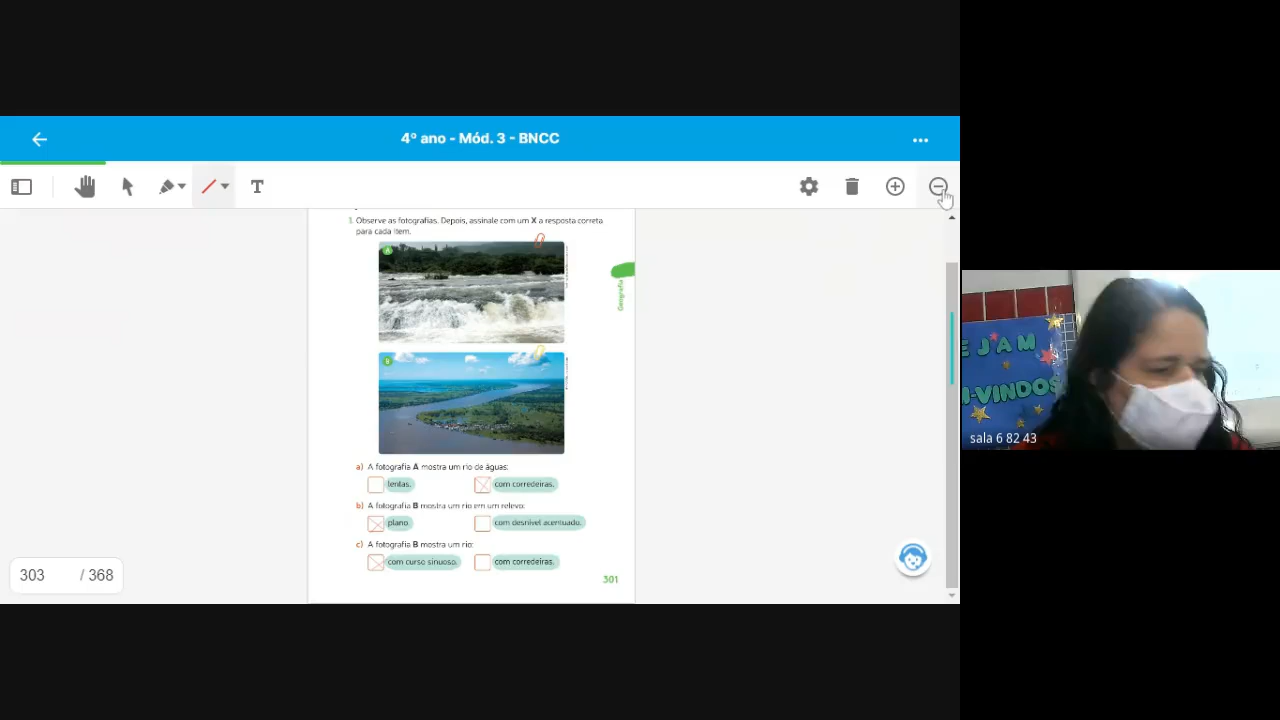 4º ano - Mód. 3 - BNCC
T
3 Observe as fotografias. Depois, assinale com um X a resposta correta
para cada item.
A
Geografia
B
a) A fotografia A mostra um rio de águas:
lentas.
com corredeiras.
b) A fotografia B mostra um rio em um relevo:
plano.
com desnível acentuado.
c) A fotografia B mostra um rio:
com curso sinuoso.
com corredeiras.
301
303 / 368
E J A M
M-VINDOS
sala 6 82 43